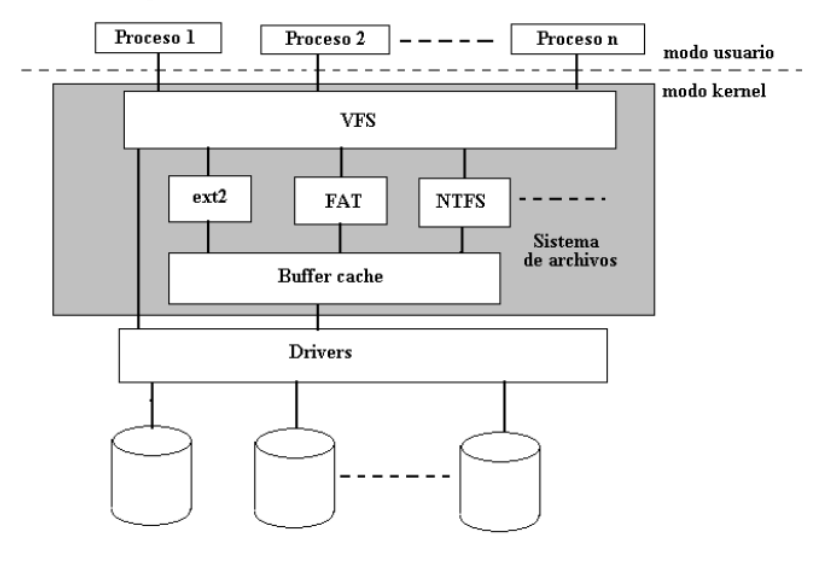 Proceso 1
Proceso 2
Proceso n
modo usuario
modo kernel
VFS
ext2
FAT
NTFS
Sistema
de archivos
Buffer cache
Drivers